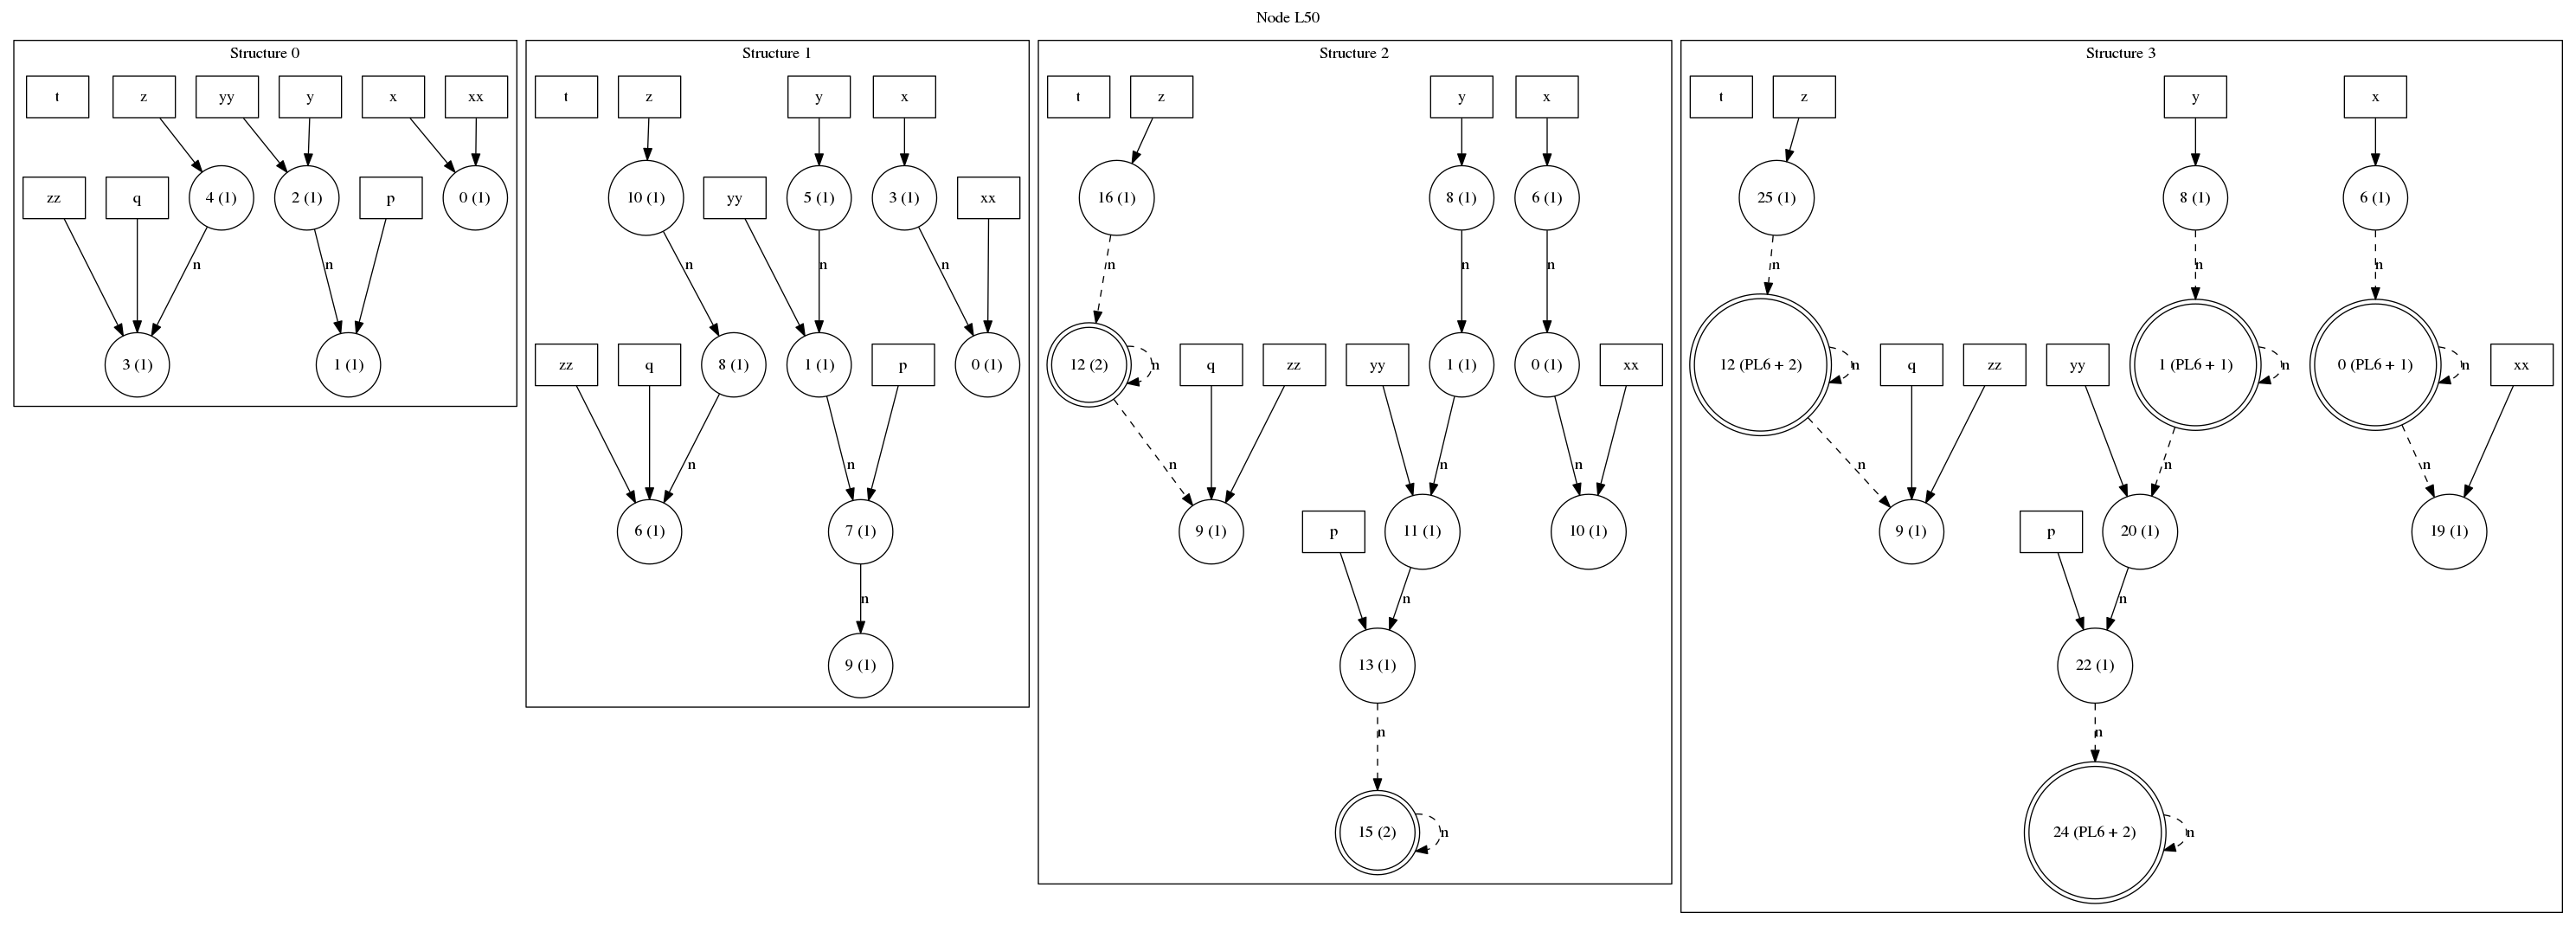 Node L50
Structure 0
t z yy y x xx
zz q 4 (1) 2 (1) p 0 (1)
n n
3 (1) 1 (1)
Structure 1
t z y x
10 (1) yy 5 (1) 3 (1) xx
n n n
zz q 8 (1) 1 (1) p 0 (1)
n n
6 (1) 7 (1)
n
9 (1)
Structure 2
t z y x
16 (1) 8 (1) 6 (1)
n n n
12 (2) n q zz yy 1 (1) 0 (1) xx
n n n
9 (1) p 11 (1) 10 (1)
n
13 (1)
n
15 (2) n
Structure 3
t z y x
25 (1) 8 (1) 6 (1)
n n n
12 (PL6 + 2) n q zz yy 1 (PL6 + 1) n 0 (PL6 + 1) n xx
n n n
9 (1) p 20 (1) 19 (1)
n
22 (1)
n
24 (PL6 + 2) n